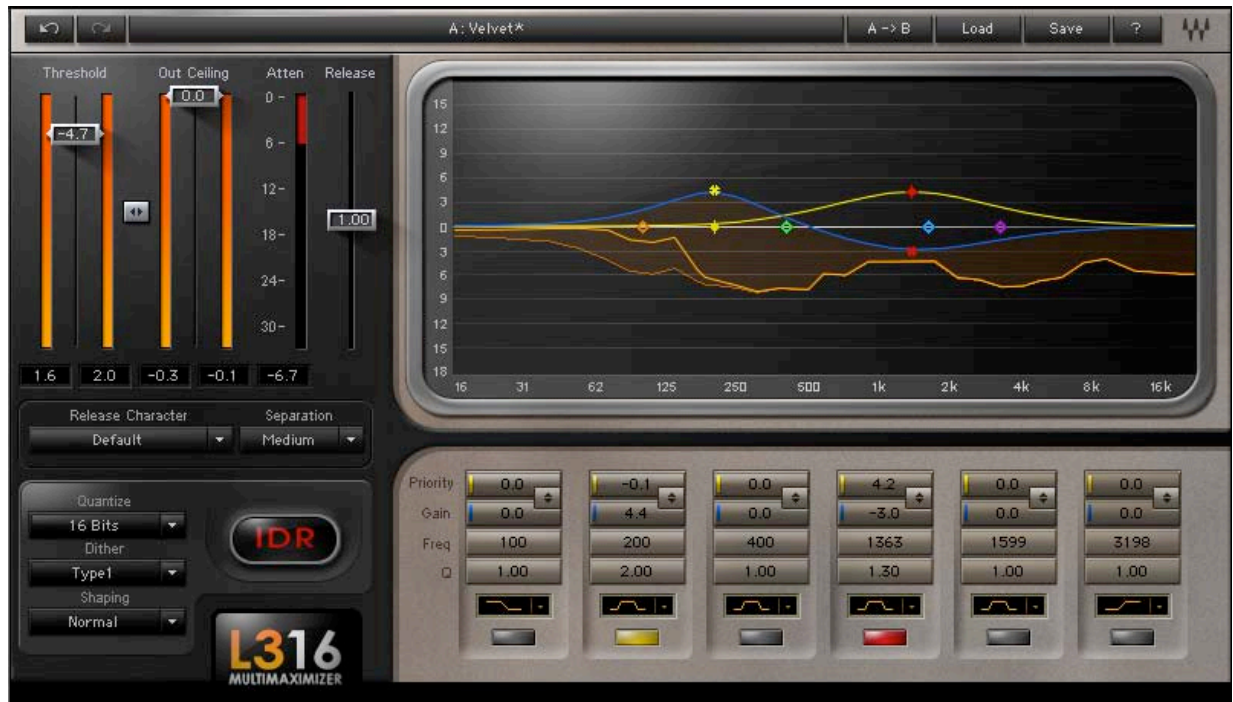 A: Velvet*
A -> B
Load
Save
?
Threshold
Out Ceiling
Atten
Release
-4.7
0.0
1.00
0 -
6 -
12-
18-
24-
30-
1.6
2.0
-0.3
-0.1
-6.7
Release Character
Separation
Default
Medium
Quantize
16 Bits
Dither
Type1
Shaping
Normal
IDR
L316
MULTIMAXIMIZER
15
12
9
6
3
0
3
6
9
12
15
18
16 31 62 125 250 500 1k 2k 4k 8k 16k
Priority 0.0 -0.1 0.0 4.2 0.0 0.0
Gain 0.0 4.4 0.0 -3.0 0.0 0.0
Freq 100 200 400 1363 1599 3198
Q 1.00 2.00 1.00 1.30 1.00 1.00